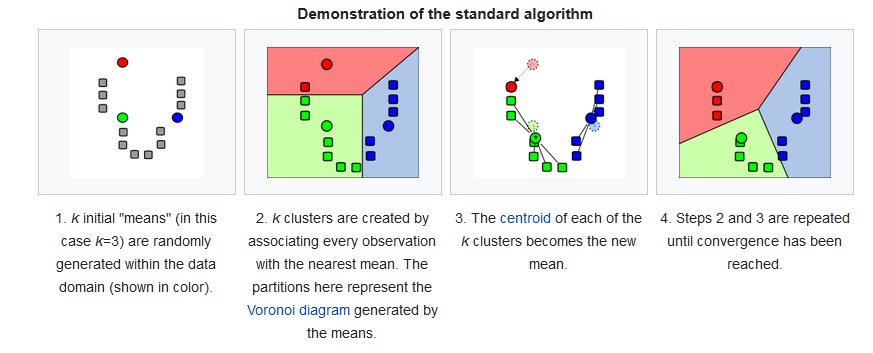 Demonstration of the standard algorithm
1. k initial "means" (in this
case k=3) are randomly
generated within the data
domain (shown in color).
2. k clusters are created by
associating every observation
with the nearest mean. The
partitions here represent the
Voronoi diagram generated by
the means.
3. The centroid of each of the
k clusters becomes the new
mean.
4. Steps 2 and 3 are repeated
until convergence has been
reached.